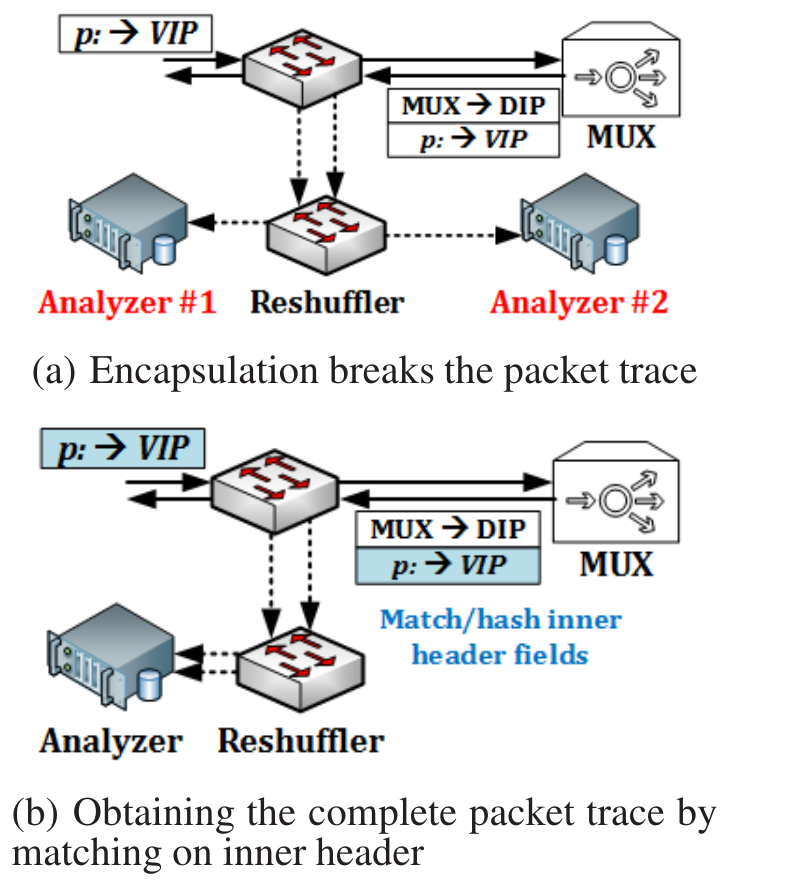 p: → VIP
MUX → DIP
p: → VIP
MUX
Analyzer #1 Reshuffler Analyzer #2
(a) Encapsulation breaks the packet trace
p: → VIP
MUX → DIP
p: → VIP
MUX
Match/hash inner
header fields
Analyzer Reshuffler
(b) Obtaining the complete packet trace by
matching on inner header